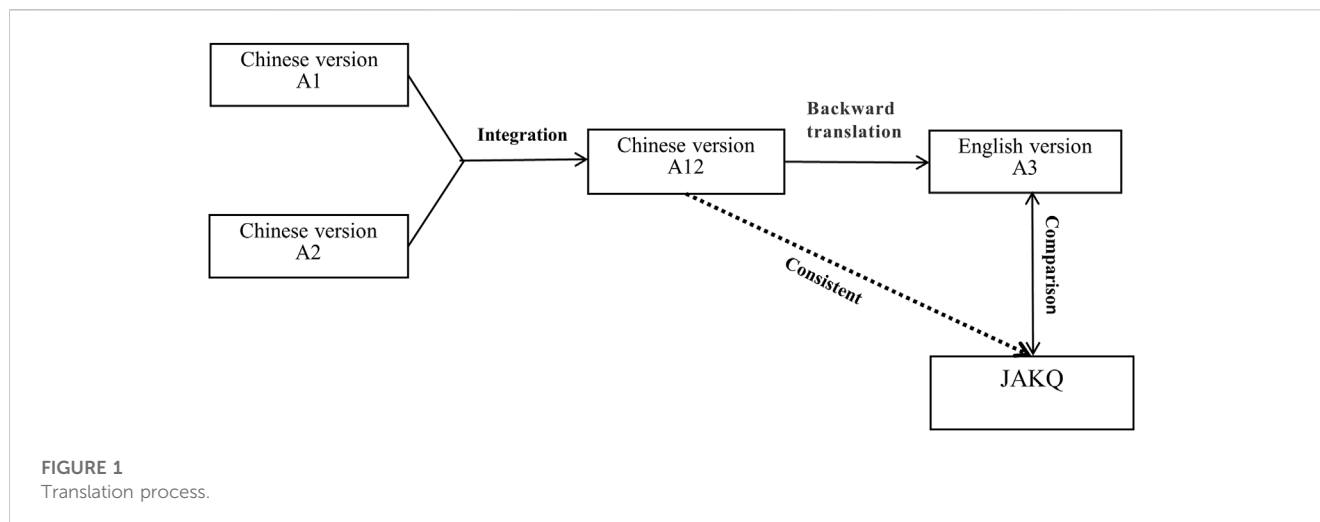 Chinese version
A1
Chinese version
A2
Integration
Chinese version
A12
Backward
translation
English version
A3
Consistent
Comparison
JAKQ
FIGURE 1
Translation process.